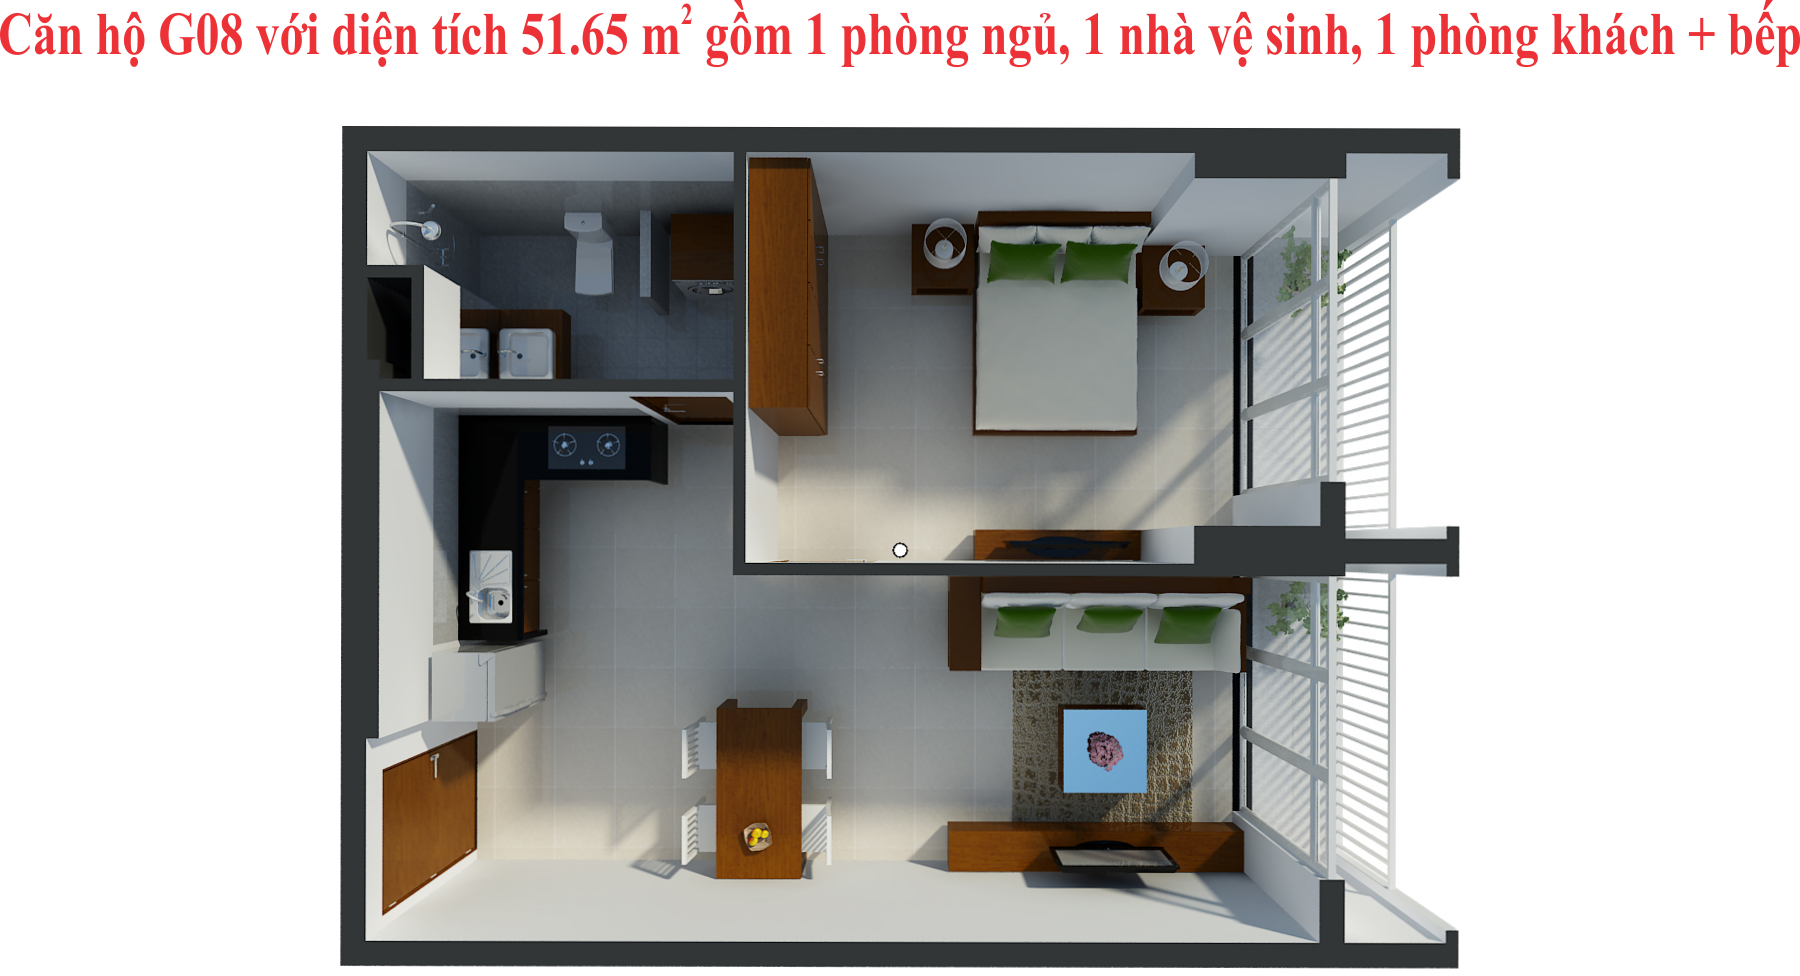 Căn hộ G08 với diện tích 51.65 m² gồm 1 phòng ngủ, 1 nhà vệ sinh, 1 phòng khách + bếp